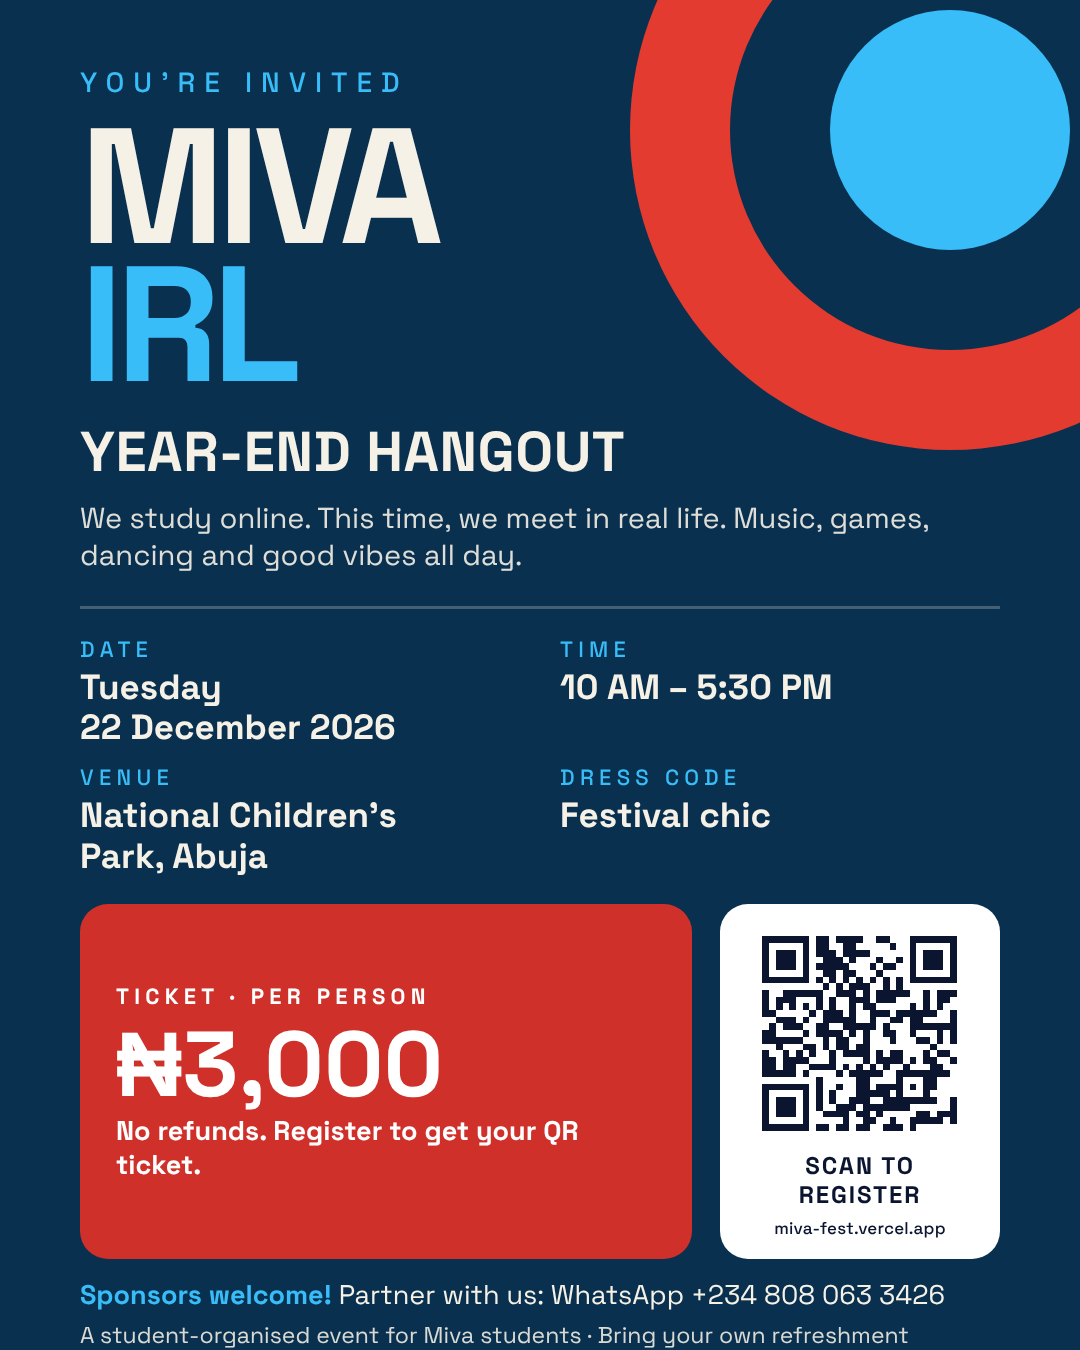 YOU'RE INVITED
MIVA
IRL
YEAR-END HANGOUT
We study online. This time, we meet in real life. Music, games,
dancing and good vibes all day.
DATE
Tuesday
22 December 2026
TIME
10 AM – 5:30 PM
VENUE
National Children's
Park, Abuja
DRESS CODE
Festival chic
TICKET · PER PERSON
₦3,000
No refunds. Register to get your QR
ticket.
SCAN TO
REGISTER
miva-fest.vercel.app
Sponsors welcome! Partner with us: WhatsApp +234 808 063 3426
A student-organised event for Miva students · Bring your own refreshment